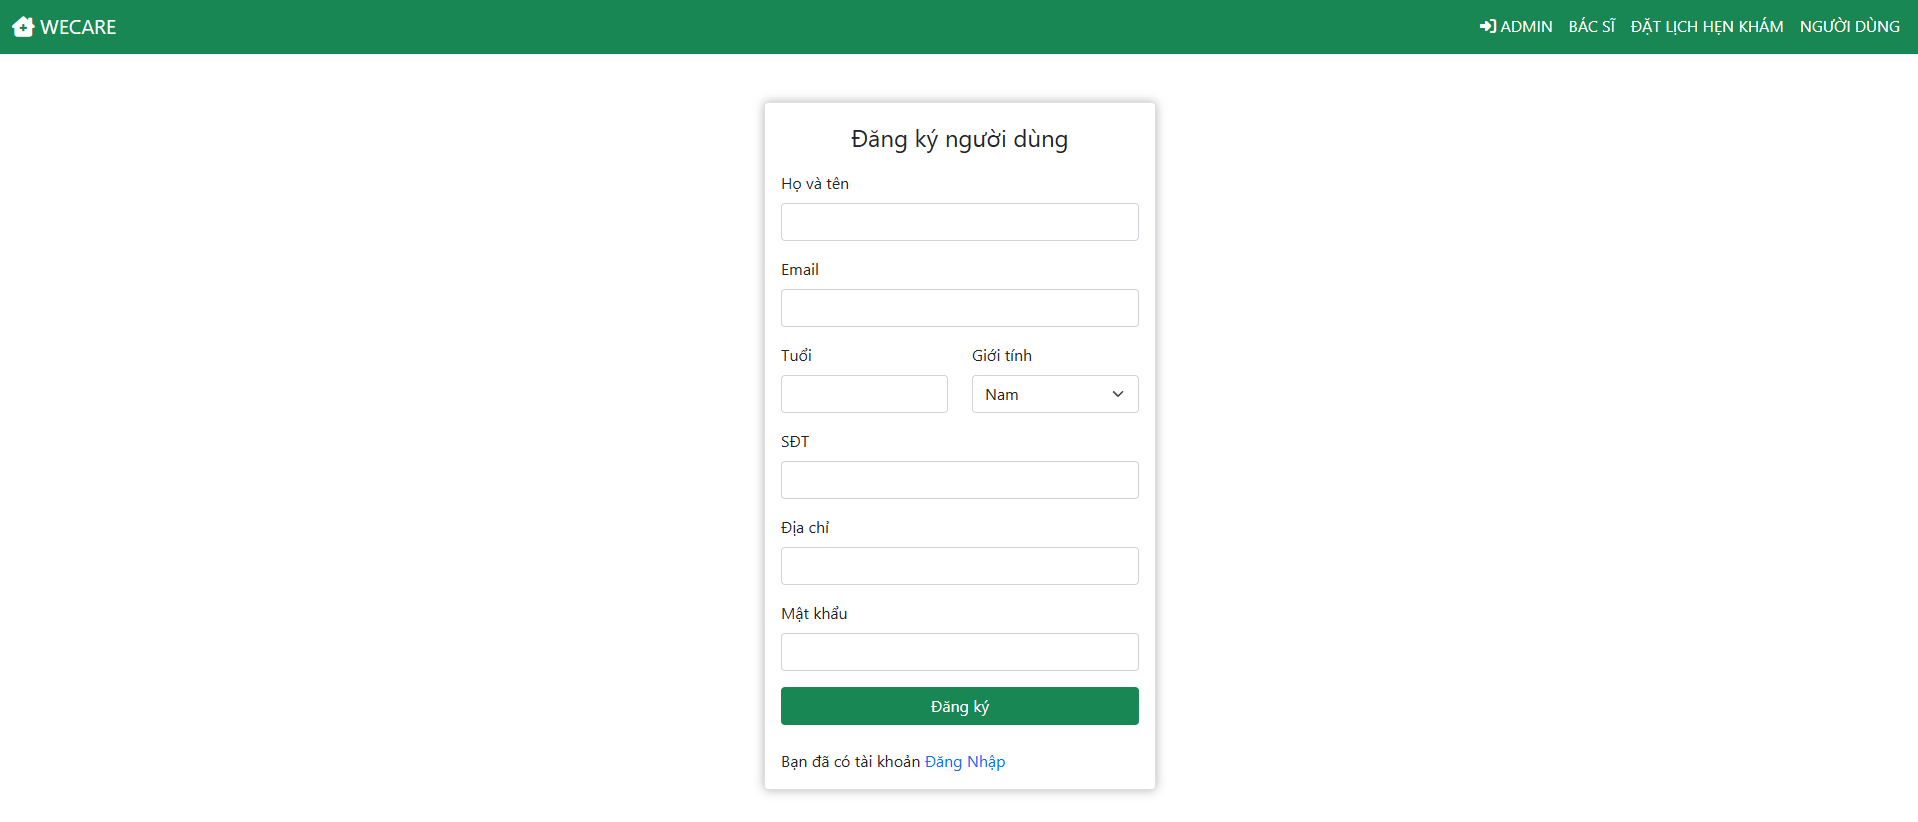 WECARE
ADMIN BÁC SĨ ĐẶT LỊCH HẸN KHÁM NGƯỜI DÙNG
Đăng ký người dùng
Họ và tên
Email
Tuổi Giới tính
Nam
SĐT
Địa chỉ
Mật khẩu
Đăng ký
Bạn đã có tài khoản Đăng Nhập